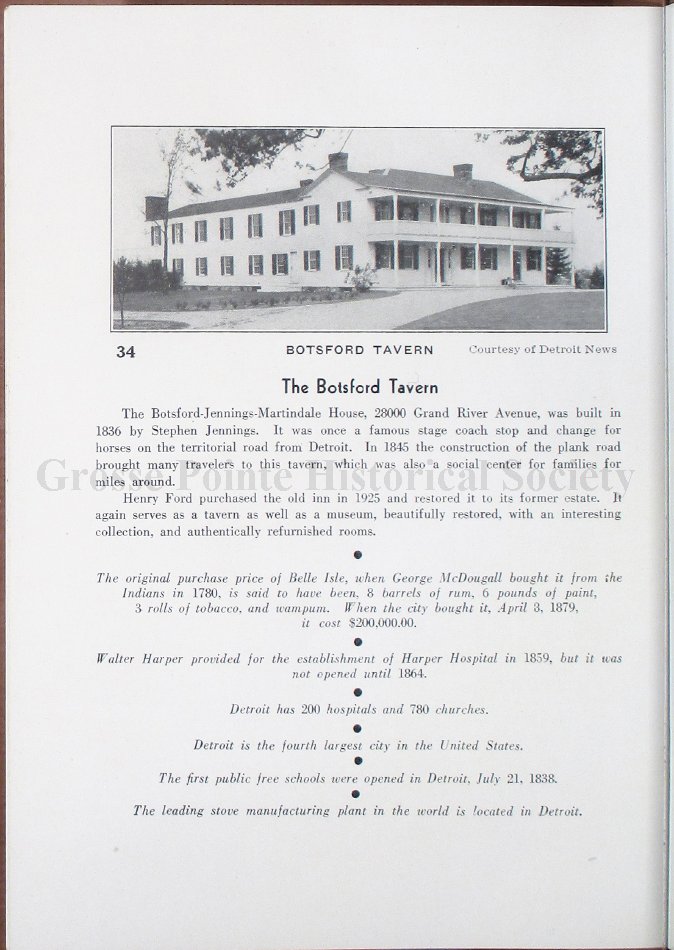 34 BOTSFORD TAVERN Courtesy of Detroit News
The Botsford Tavern
The Botsford-Jennings-Martindale House, 28000 Grand River Avenue, was built in
1836 by Stephen Jennings. It was once a famous stage coach stop and change for
horses on the territorial road from Detroit. In 1845 the construction of the plank road
brought many travelers to this tavern, which was also a social center for families for
miles around.
Grosse Pointe Historical Society
Henry Ford purchased the old inn in 1925 and restored it to its former estate. It
again serves as a tavern as well as a museum, beautifully restored, with an interesting
collection, and authentically refurnished rooms.
The original purchase price of Belle Isle, when George McDougall bought it from the
Indians in 1780, is said to have been, 8 barrels of rum, 6 pounds of paint,
3 rolls of tobacco, and wampum. When the city bought it, April 3, 1879,
it cost $200,000.00.
Walter Harper provided for the establishment of Harper Hospital in 1859, but it was
not opened until 1864.
Detroit has 200 hospitals and 780 churches.
Detroit is the fourth largest city in the United States.
The first public free schools were opened in Detroit, July 21, 1838.
The leading stove manufacturing plant in the world is located in Detroit.